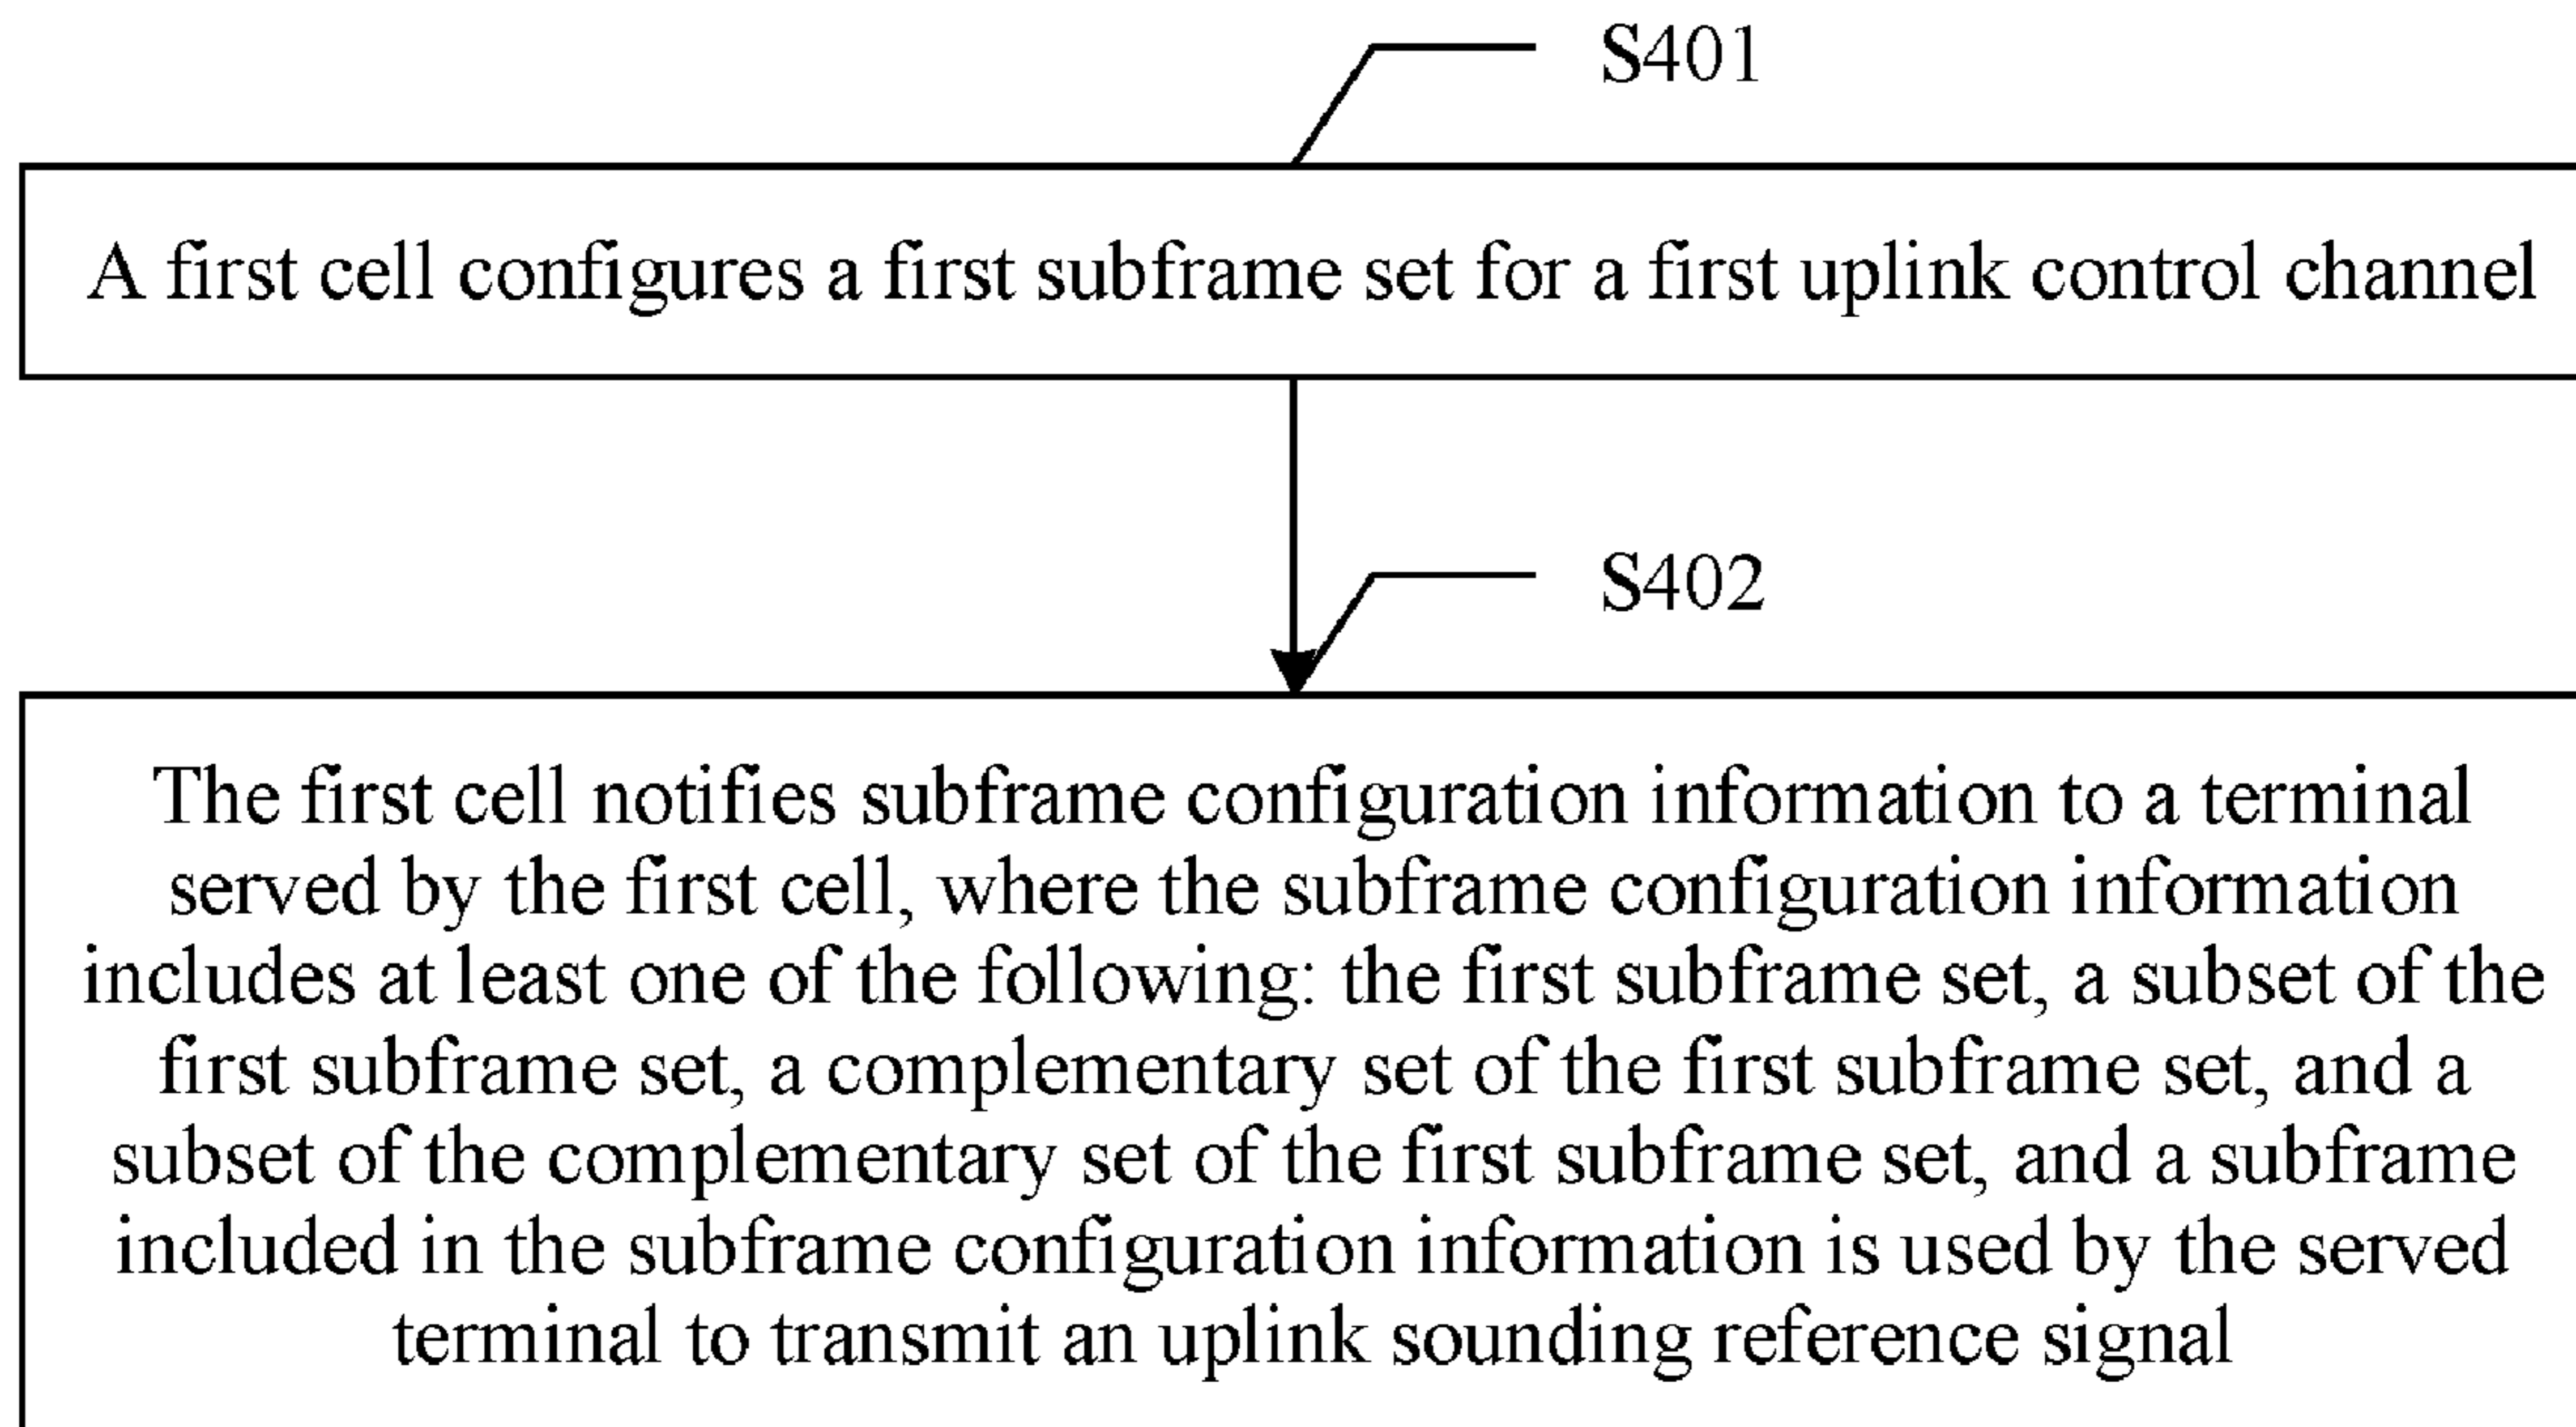 S401
A first cell configures a first subframe set for a first uplink control channel
S402
The first cell notifies subframe configuration information to a terminal
served by the first cell, where the subframe configuration information
includes at least one of the following: the first subframe set, a subset of the
first subframe set, a complementary set of the first subframe set, and a
subset of the complementary set of the first subframe set, and a subframe
included in the subframe configuration information is used by the served
terminal to transmit an uplink sounding reference signal